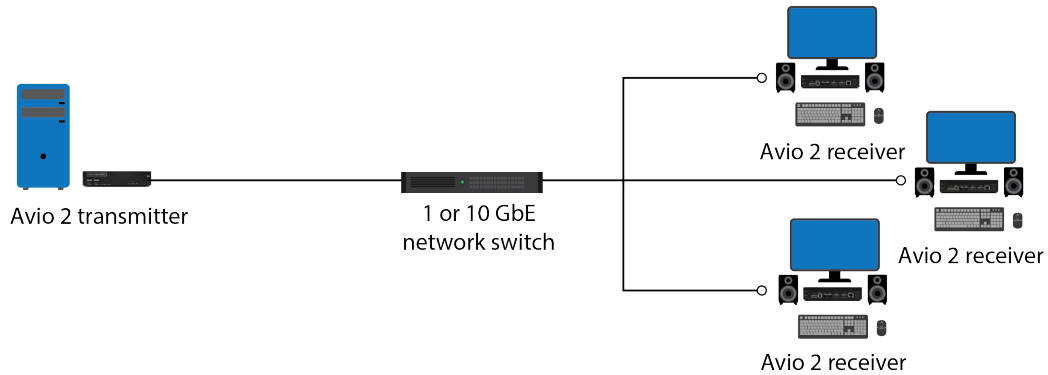 Avio 2 transmitter
1 or 10 GbE
network switch
Avio 2 receiver
Avio 2 receiver
Avio 2 receiver